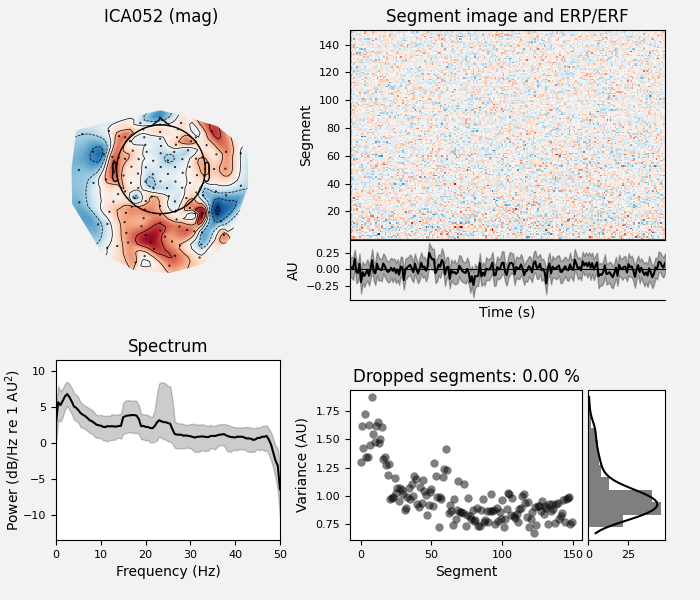 ICA052 (mag)
Segment image and ERP/ERF
140
120
100
80
60
40
20
Segment
0.25
0.00
−0.25
AU
Time (s)
Spectrum
10
5
0
−5
−10
Power (dB/Hz re 1 AU²)
0 10 20 30 40 50
Frequency (Hz)
Dropped segments: 0.00 %
1.75
1.50
1.25
1.00
0.75
Variance (AU)
0 50 100 150
Segment
0 25